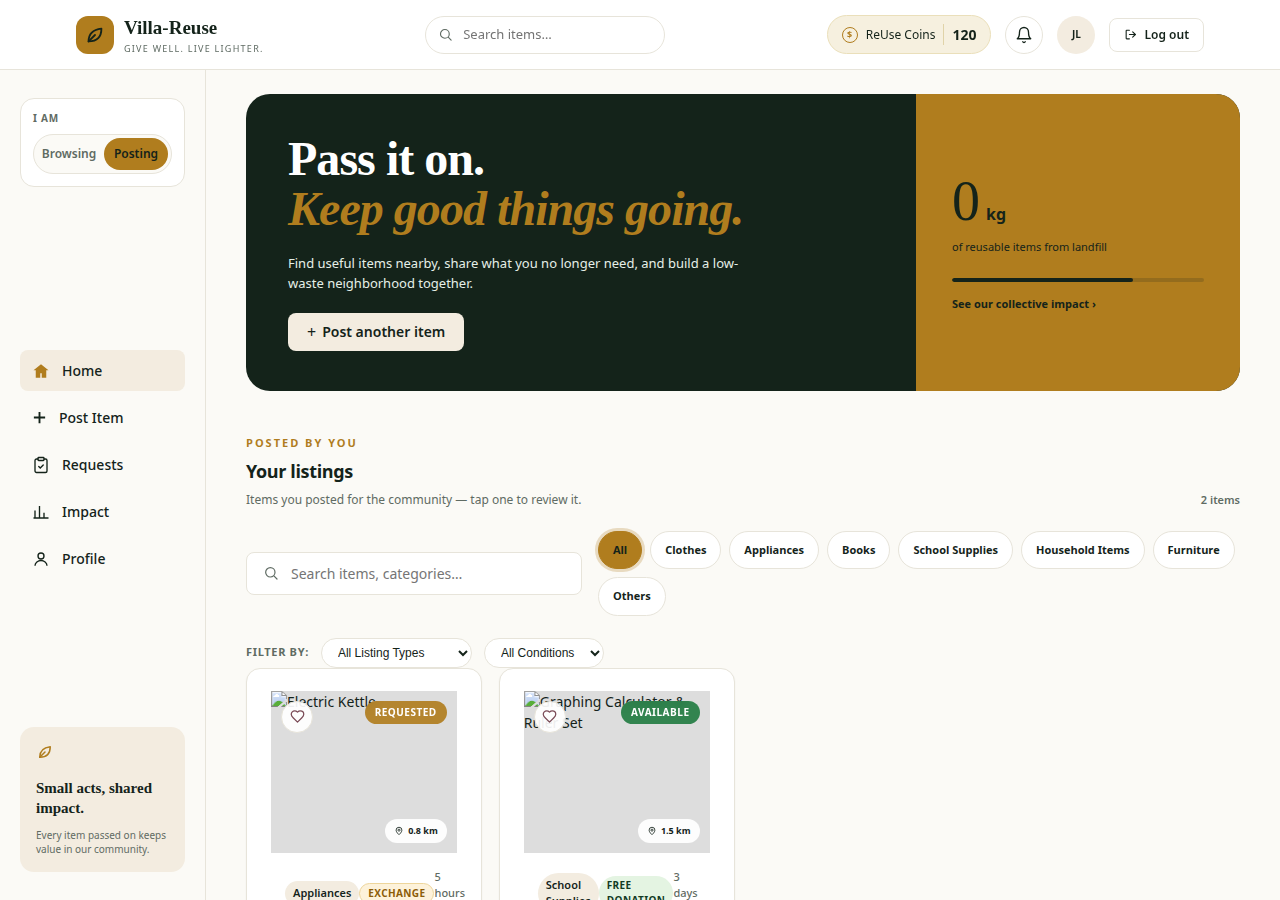 Villa-Reuse
GIVE WELL. LIVE LIGHTER.
Search items...
$ ReUse Coins 120
JL
Log out
I AM
Browsing Posting
Home
+ Post Item
Requests
Impact
Profile
Small acts, shared
impact.
Every item passed on keeps
value in our community.
Pass it on.
Keep good things going.
Find useful items nearby, share what you no longer need, and build a low-
waste neighborhood together.
+ Post another item
0 kg
of reusable items from landfill
See our collective impact ›
POSTED BY YOU
Your listings
Items you posted for the community — tap one to review it.
2 items
Search items, categories...
All Clothes Appliances Books School Supplies Household Items Furniture
Others
FILTER BY: All Listing Types All Conditions
Electric Kettle
REQUESTED
0.8 km
Appliances EXCHANGE 5
hours
Graphing Calculator &
Ruler Set
AVAILABLE
1.5 km
School
Supplies
FREE
DONATION
3
days